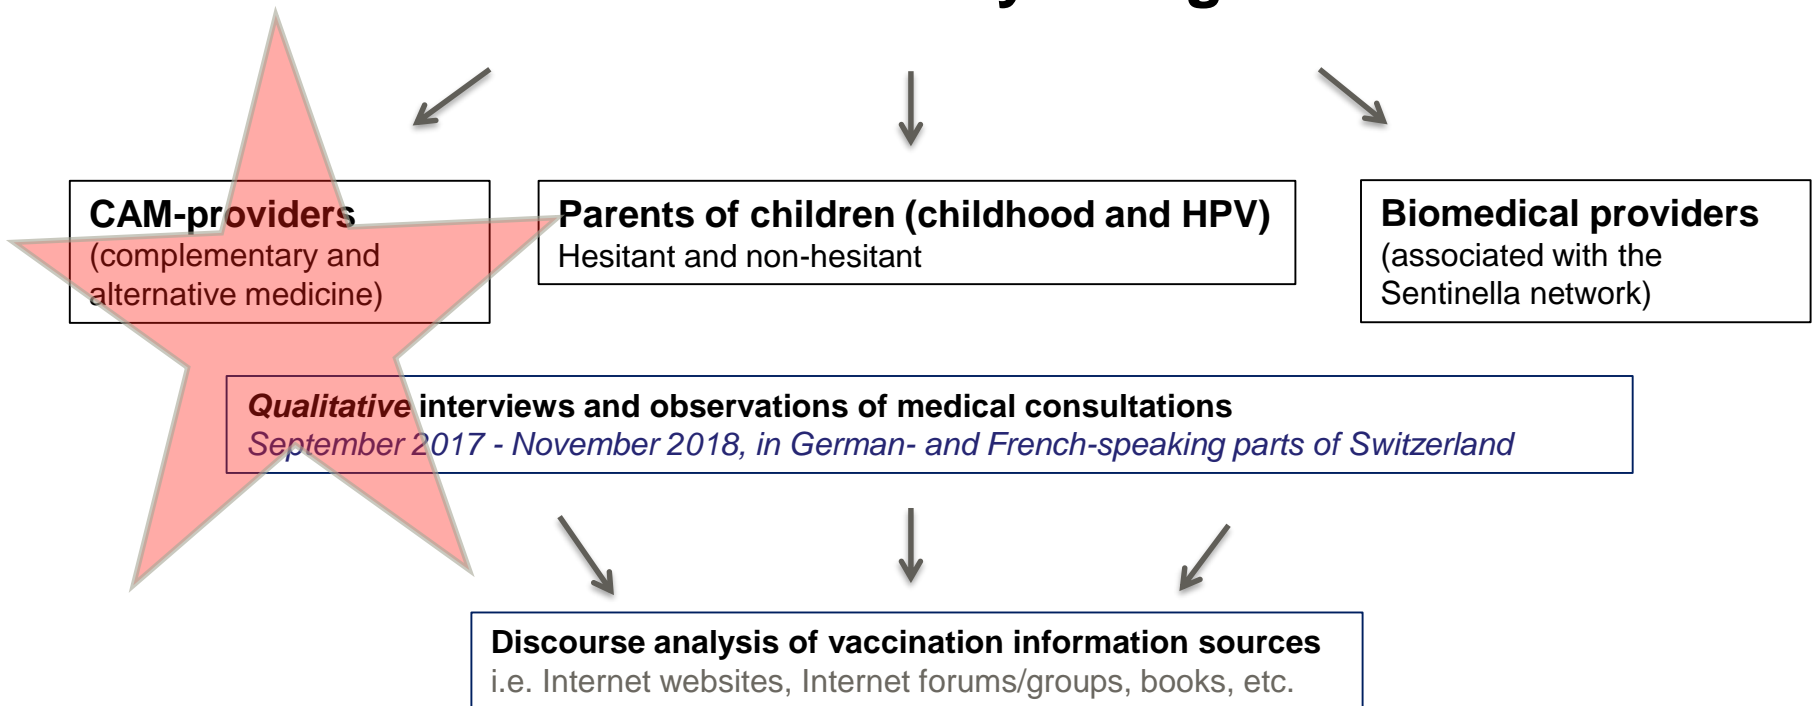 CAM-providers
(complementary and
alternative medicine)
Parents of children (childhood and HPV)
Hesitant and non-hesitant
Biomedical providers
(associated with the
Sentinella network)
Qualitative interviews and observations of medical consultations
September 2017 - November 2018, in German- and French-speaking parts of Switzerland
Discourse analysis of vaccination information sources
i.e. Internet websites, Internet forums/groups, books, etc.